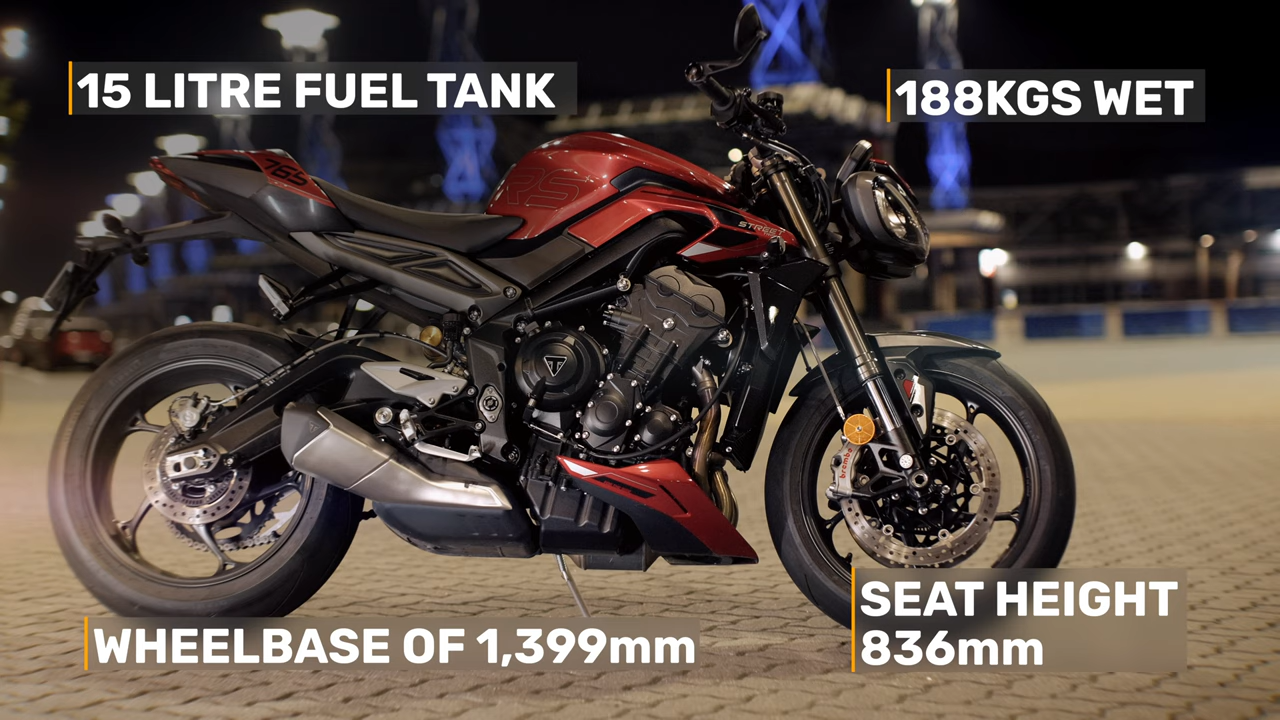 15 LITRE FUEL TANK
188KGS WET
765
RS
STREET
brembo
SEAT HEIGHT
836mm
WHEELBASE OF 1,399mm